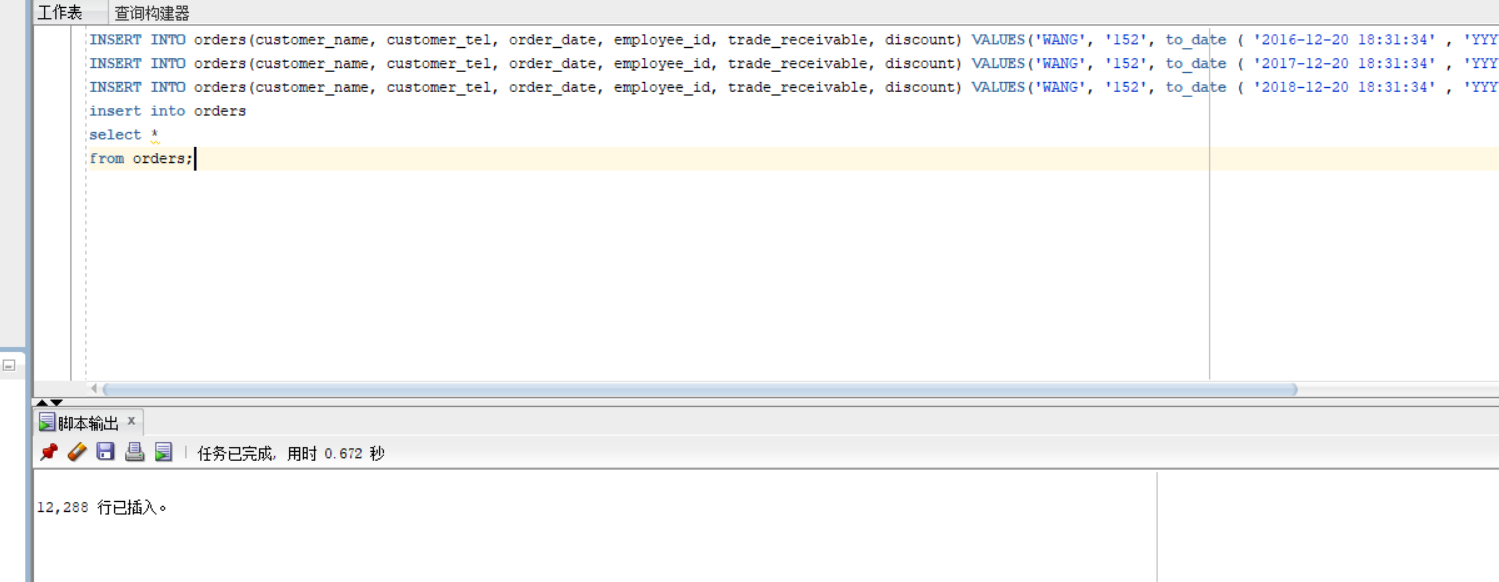 工作表 查询构建器
INSERT INTO orders(customer_name, customer_tel, order_date, employee_id, trade_receivable, discount) VALUES('WANG', '152', to_date ( '2016-12-20 18:31:34' , 'YYY
INSERT INTO orders(customer_name, customer_tel, order_date, employee_id, trade_receivable, discount) VALUES('WANG', '152', to_date ( '2017-12-20 18:31:34' , 'YYY
INSERT INTO orders(customer_name, customer_tel, order_date, employee_id, trade_receivable, discount) VALUES('WANG', '152', to_date ( '2018-12-20 18:31:34' , 'YYY
insert into orders
select *
from orders;
脚本输出 x
任务已完成, 用时 0.672 秒
12,288 行已插入。